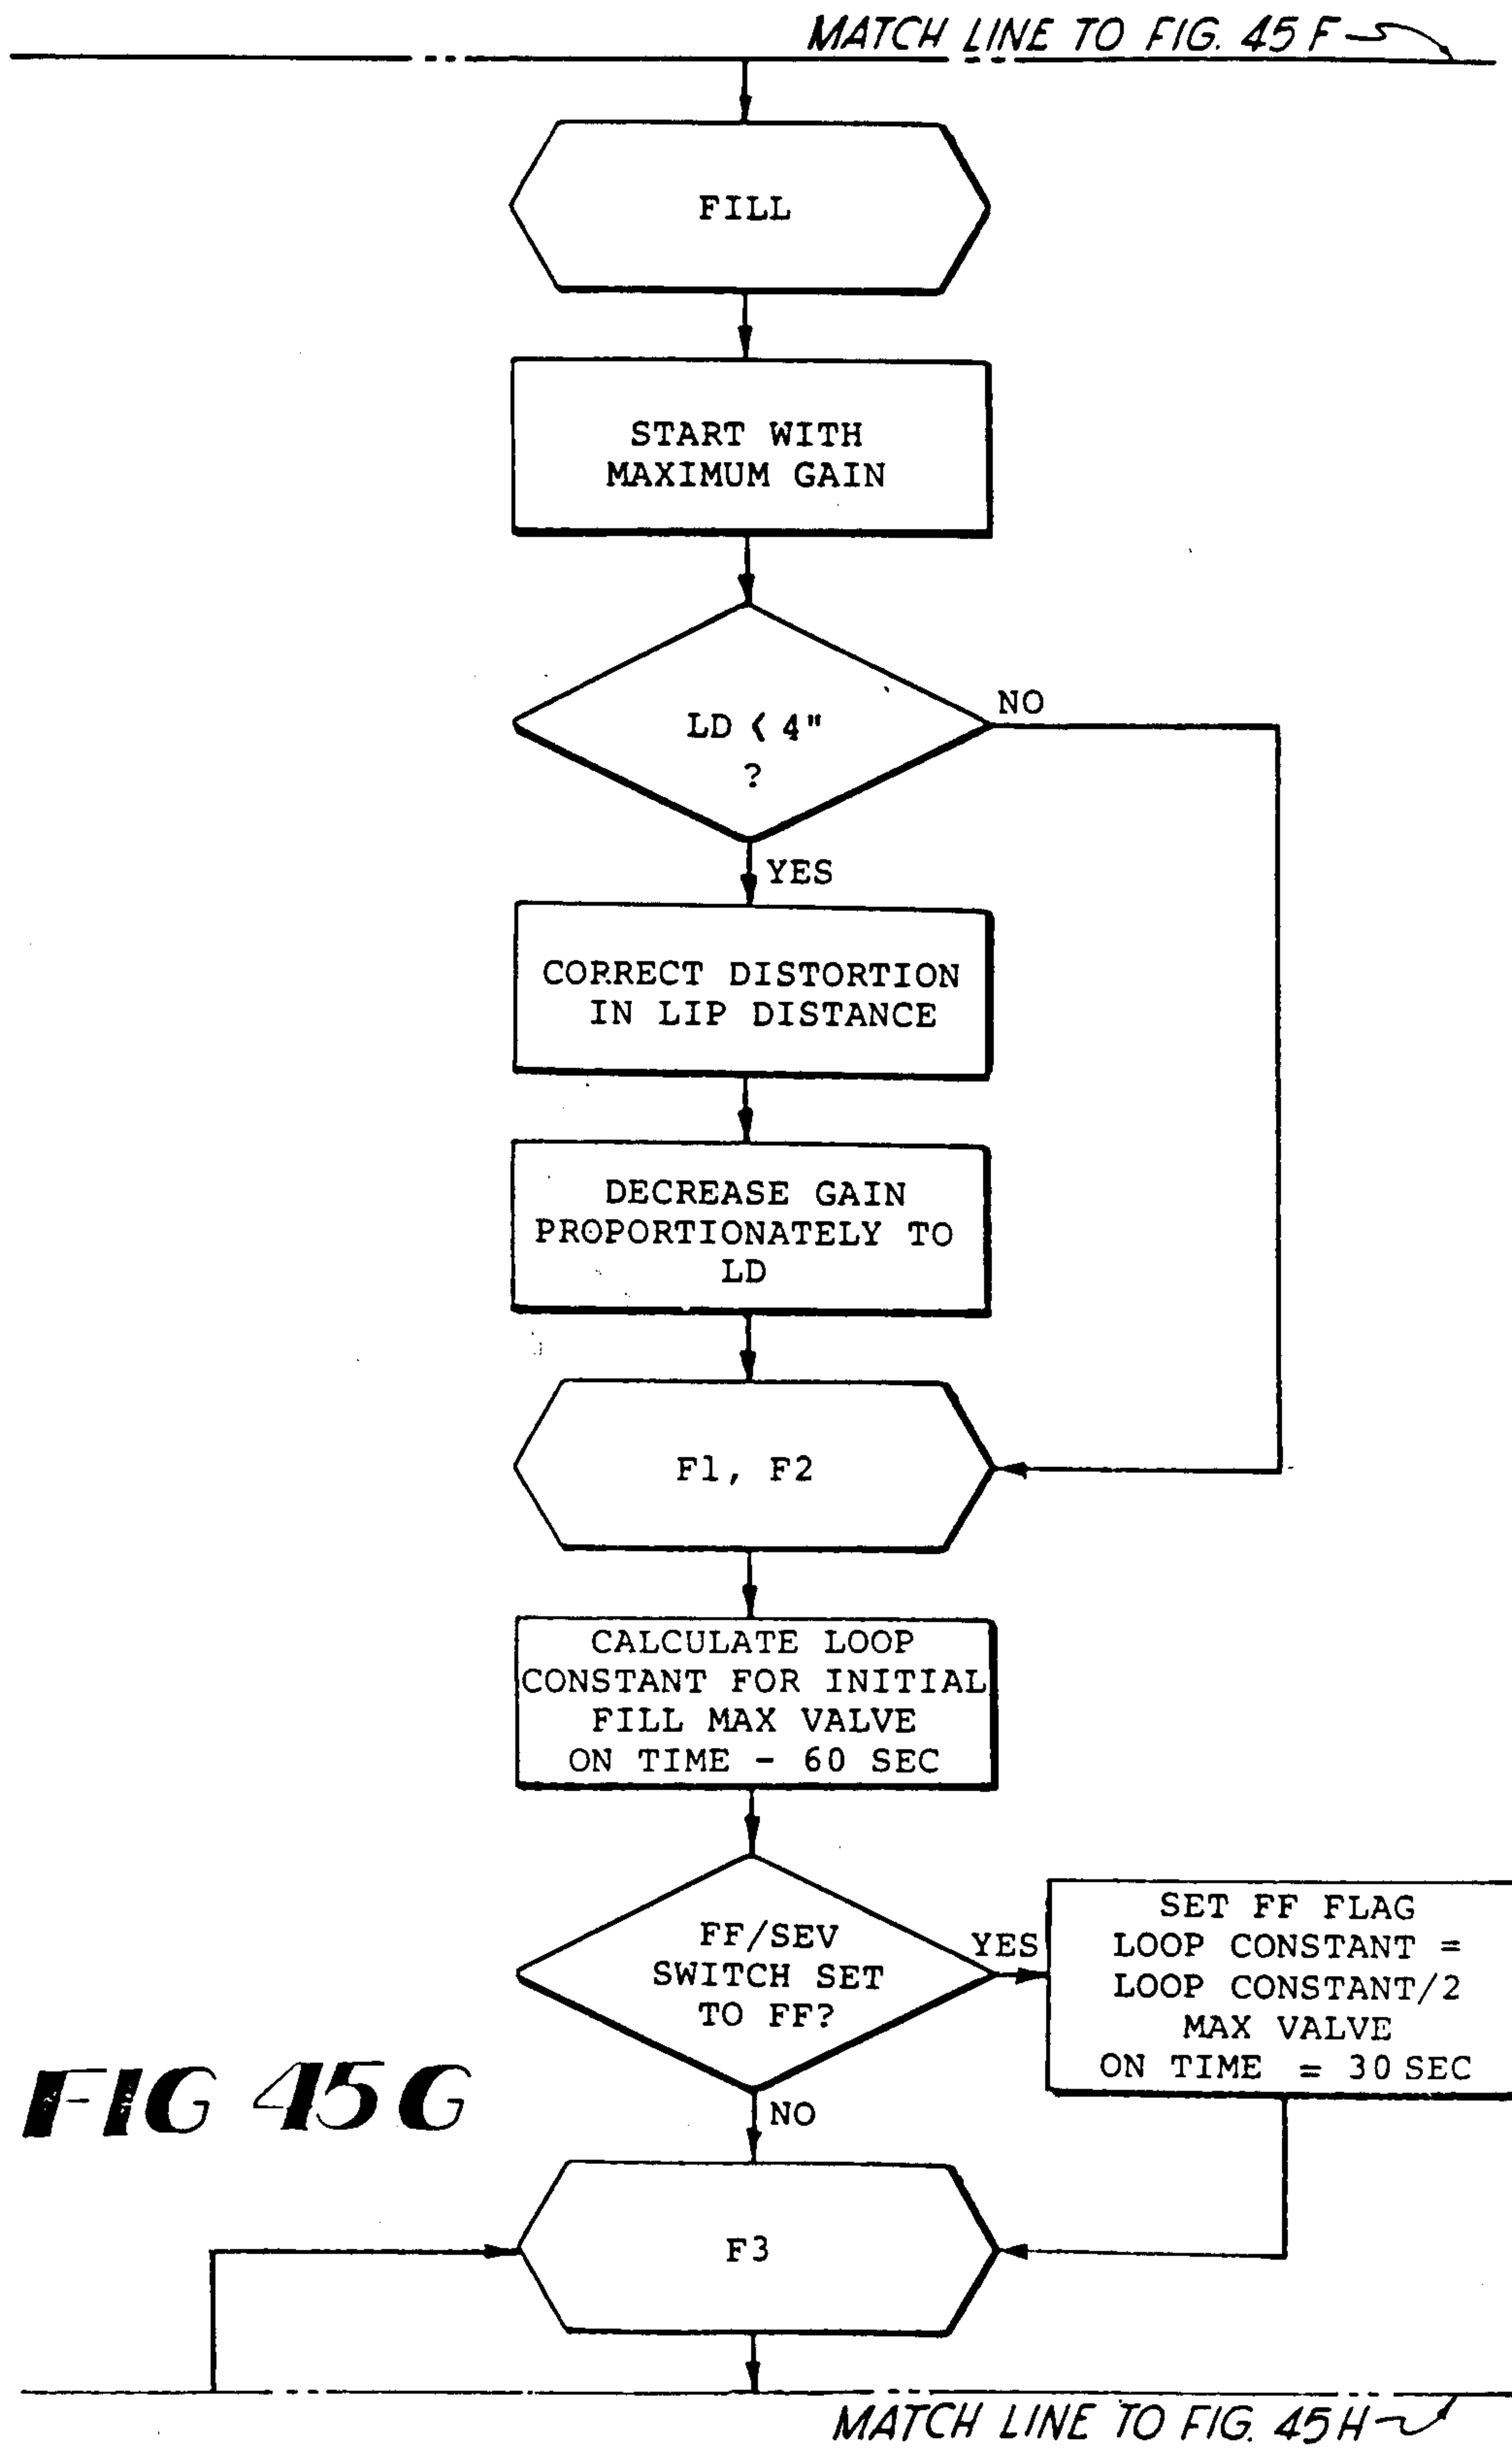 MATCH LINE TO FIG. 45F
FILL
START WITH
MAXIMUM GAIN
LD < 4"
?
NO
YES
CORRECT DISTORTION
IN LIP DISTANCE
DECREASE GAIN
PROPORTIONATELY TO
LD
F1, F2
CALCULATE LOOP
CONSTANT FOR INITIAL
FILL MAX VALVE
ON TIME - 60 SEC
FF/SEV
SWITCH SET
TO FF?
YES
SET FF FLAG
LOOP CONSTANT =
LOOP CONSTANT/2
MAX VALVE
ON TIME = 30 SEC
NO
FIG 45G
F3
MATCH LINE TO FIG. 45H